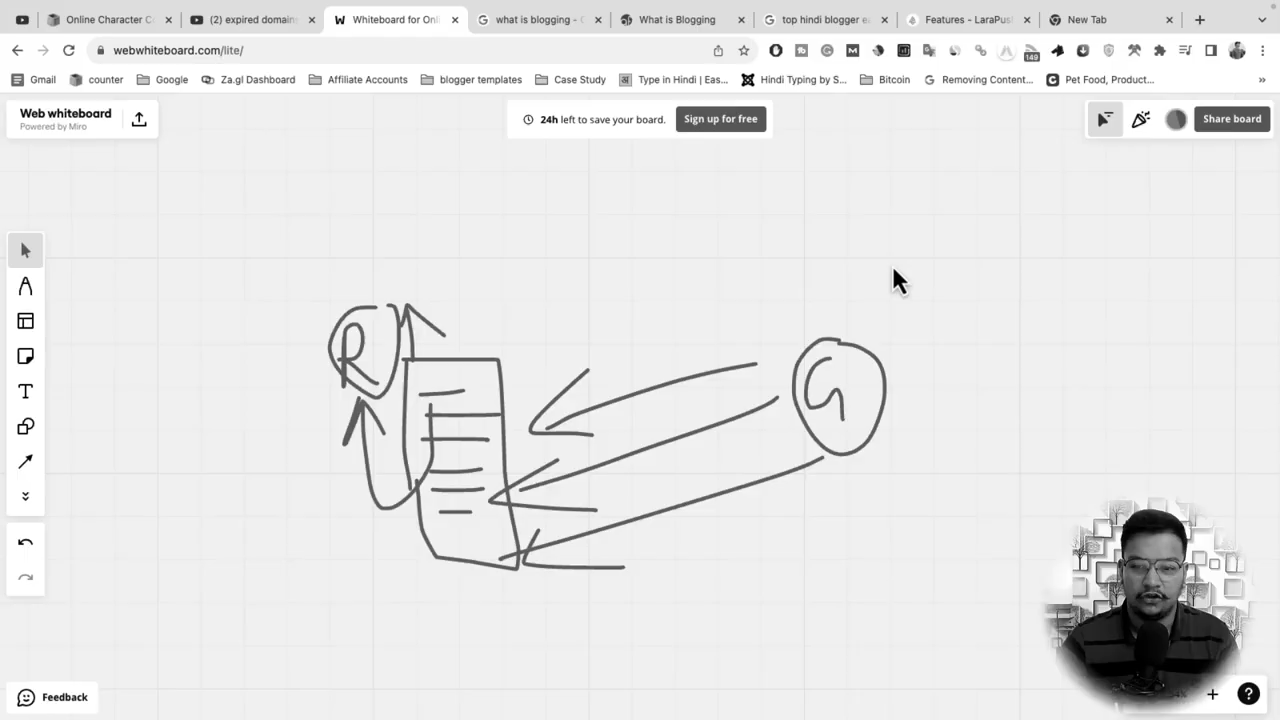 Online Character C
(2) expired domain
Whiteboard for Onli
what is blogging - G
What is Blogging
top hindi blogger ea
Features - LaraPus
New Tab
webwhiteboard.com/lite/
149
Gmail
counter
Google
Za.gl Dashboard
Affiliate Accounts
blogger templates
Case Study
Type in Hindi | Eas...
Hindi Typing by S...
Bitcoin
Removing Content...
Pet Food, Product...
»
Web whiteboard
Powered by Miro
24h left to save your board.
Sign up for free
Share board
T
R
G
Feedback
+
?